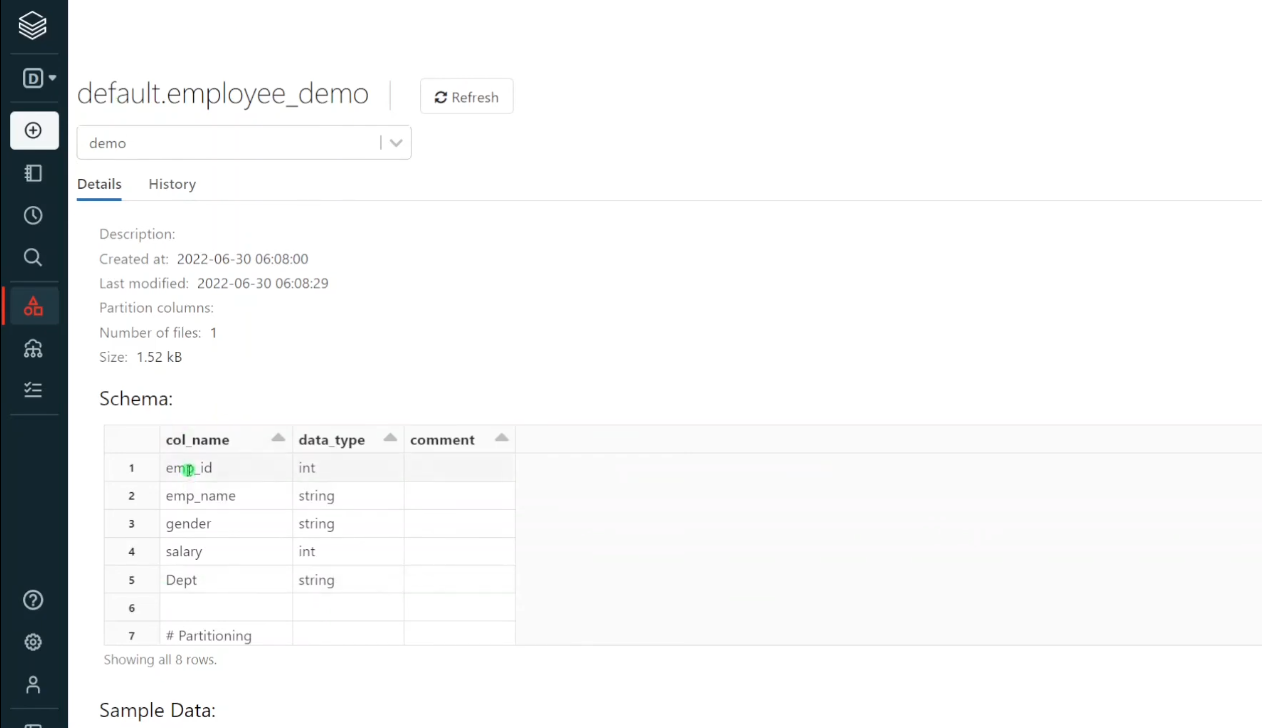 D
default.employee_demo
Refresh
demo
Details History
Description:
Created at: 2022-06-30 06:08:00
Last modified: 2022-06-30 06:08:29
Partition columns:
Number of files: 1
Size: 1.52 kB
Schema:
col_name data_type comment
1 emp_id int
2 emp_name string
3 gender string
4 salary int
5 Dept string
6
7 # Partitioning
Showing all 8 rows.
Sample Data: